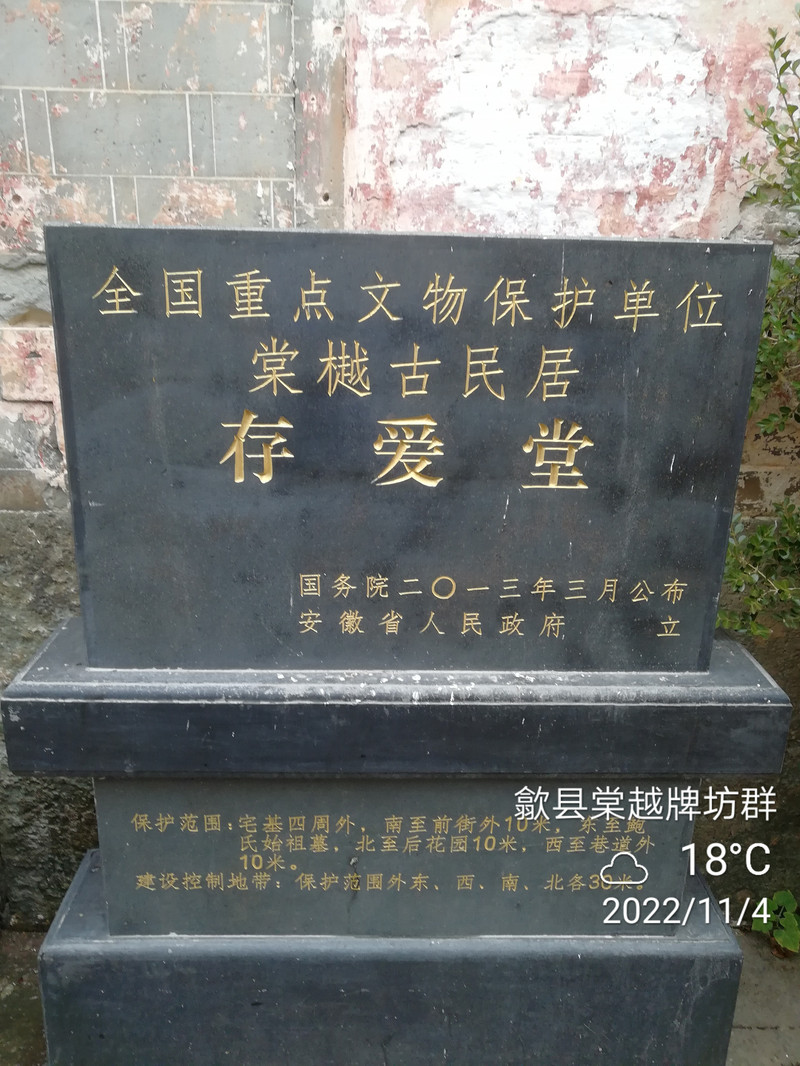 全国重点文物保护单位
棠樾古民居
存爱堂
国务院二〇一三年三月公布
安徽省人民政府 立
保护范围:宅基四周外,南至前街外10米,东至鲍
氏始祖墓,北至后花园10米,西至巷道外
10米。
建设控制地带:保护范围外东、西、南、北各30米。
歙县棠越牌坊群
18°C
2022/11/4